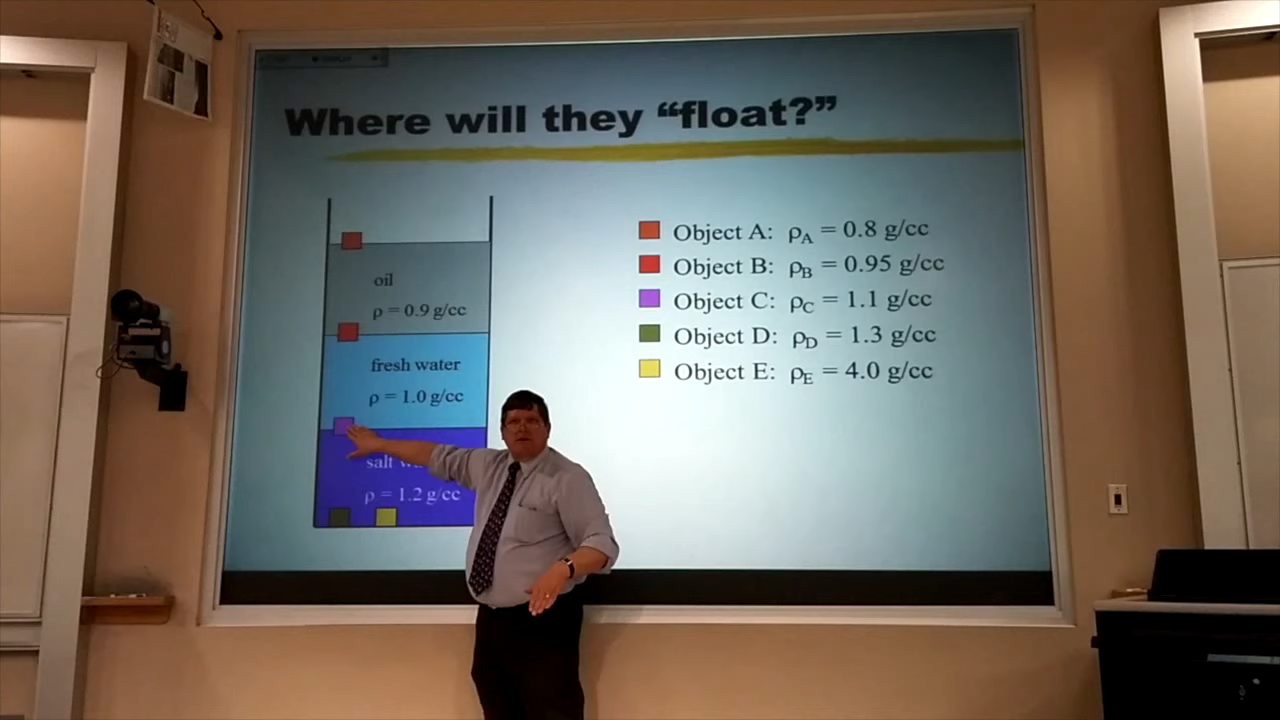 Where will they “float?”
oil
ρ = 0.9 g/cc
fresh water
ρ = 1.0 g/cc
salt
ρ = 1.2 g/cc
Object A: ρA = 0.8 g/cc
Object B: ρB = 0.95 g/cc
Object C: ρC = 1.1 g/cc
Object D: ρD = 1.3 g/cc
Object E: ρE = 4.0 g/cc